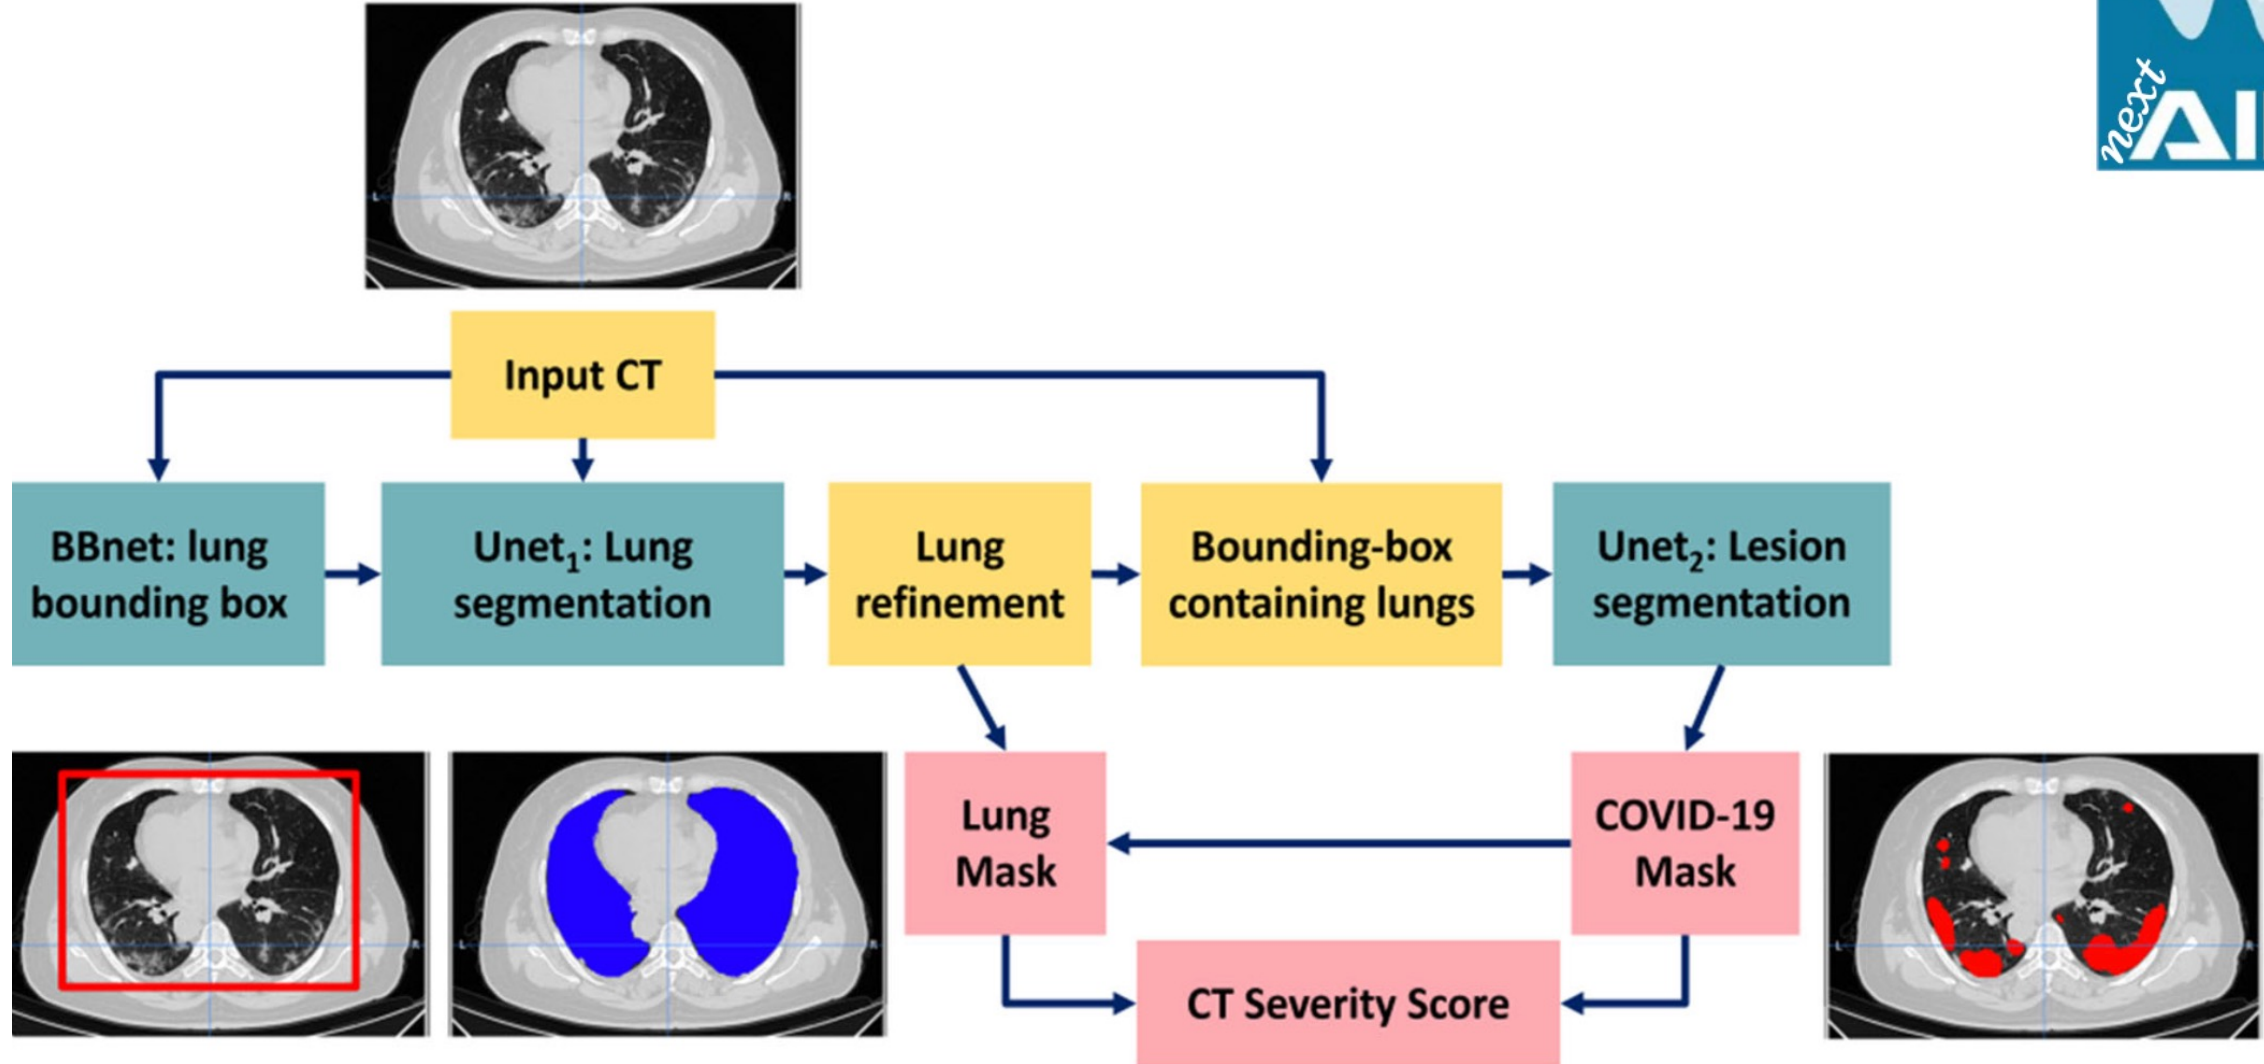 next
Input CT
BBnet: lung
bounding box
Unet₁: Lung
segmentation
Lung
refinement
Bounding-box
containing lungs
Unet₂: Lesion
segmentation
Lung
Mask
COVID-19
Mask
CT Severity Score
L
R
R
L
R
L
R